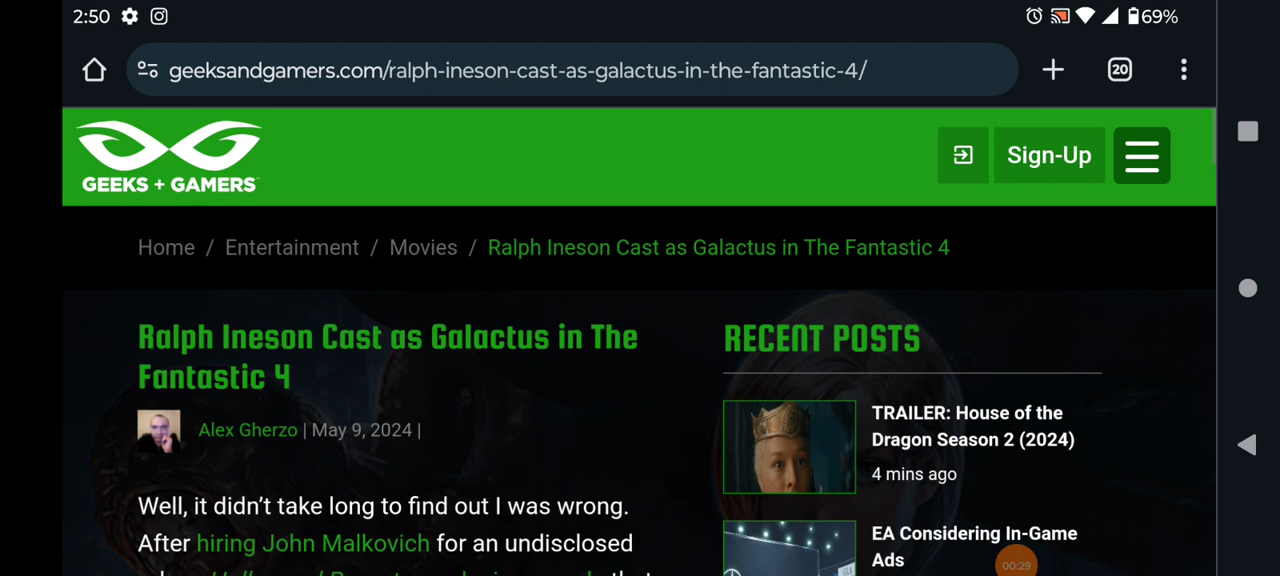 2:50
69%
geeksandgamers.com/ralph-ineson-cast-as-galactus-in-the-fantastic-4/
20
GEEKS + GAMERS
Sign-Up
Home / Entertainment / Movies / Ralph Ineson Cast as Galactus in The Fantastic 4
Ralph Ineson Cast as Galactus in The
Fantastic 4
Alex Gherzo | May 9, 2024 |
Well, it didn’t take long to find out I was wrong.
After hiring John Malkovich for an undisclosed
RECENT POSTS
TRAILER: House of the
Dragon Season 2 (2024)
4 mins ago
EA Considering In-Game
Ads
00:29